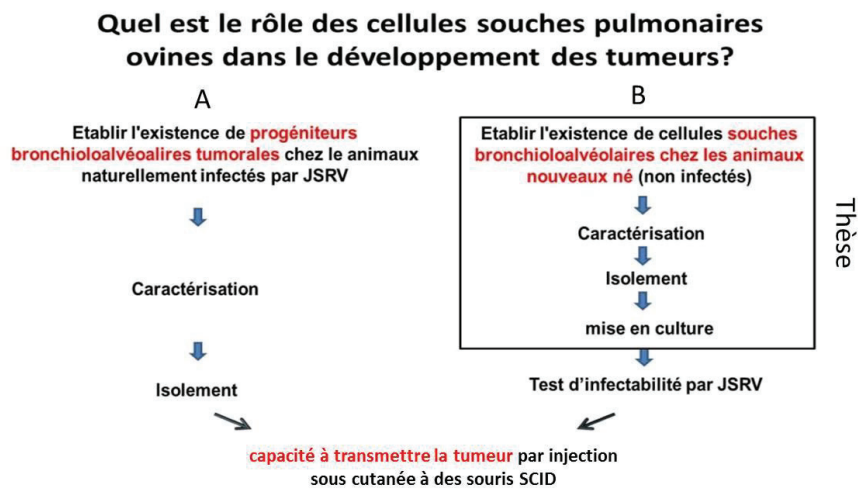 Quel est le rôle des cellules souches pulmonaires
ovines dans le développement des tumeurs?
A
Etablir l'existence de progéniteurs
bronchioloalvéoalires tumorales chez le animaux
naturellement infectés par JSRV
Caractérisation
Isolement
B
Etablir l'existence de cellules souches
bronchioloalvéolaires chez les animaux
nouveaux né (non infectés)
Caractérisation
Isolement
mise en culture
Thèse
Test d'infectabilité par JSRV
capacité à transmettre la tumeur par injection
sous cutanée à des souris SCID